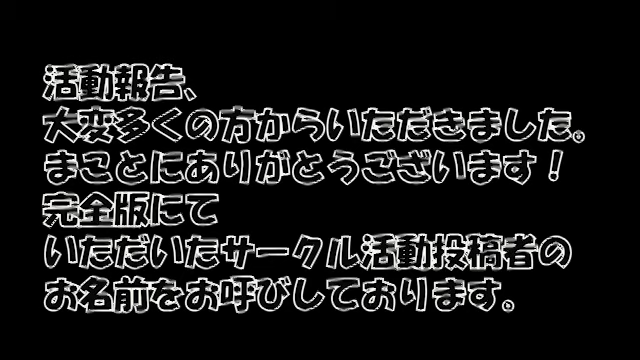 活動報告、
大変多くの方からいただきました。
まことにありがとうございます！
完全版にて
いただいたサークル活動投稿者の
お名前をお呼びしております。